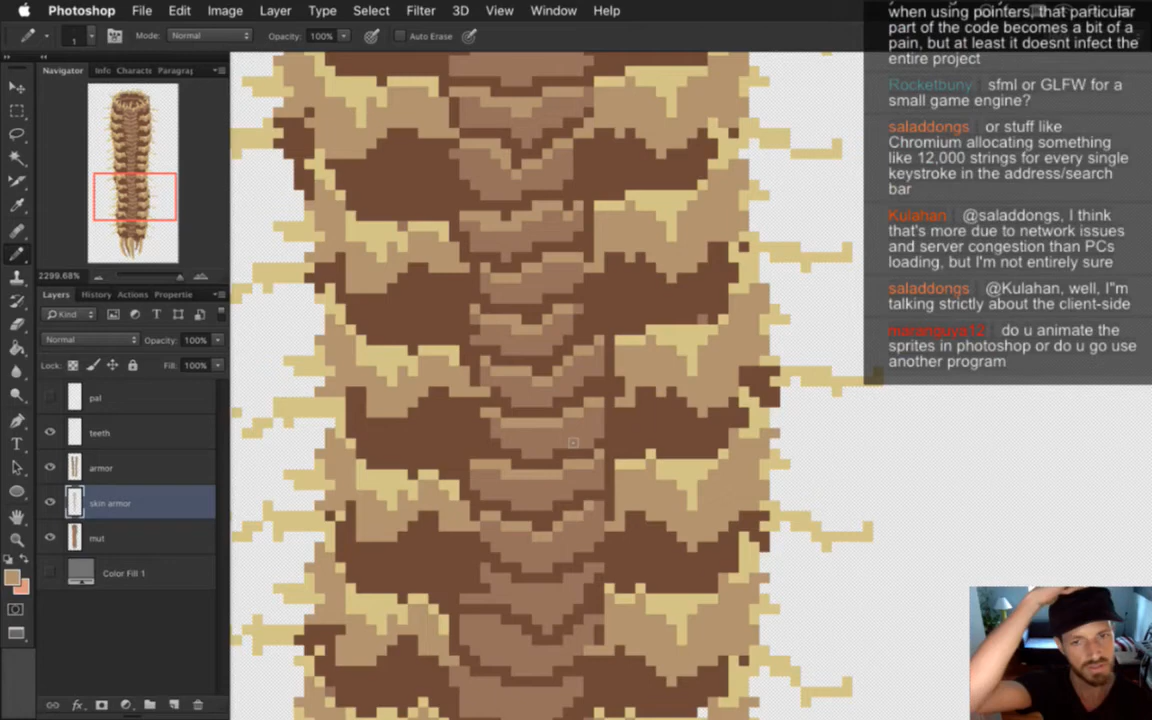 Photoshop File Edit Image Layer Type Select Filter 3D View Window Help
1 Mode: Normal Opacity: 100% Auto Erase
Navigator Info Charact Paragraj
2299.68%
Layers History Actions Propertie
Kind
Normal Opacity: 100%
Lock: Fill: 100%
pal
teeth
armor
skin armor
mut
Color Fill 1
fx
when using pointers, that particular
part of the code becomes a bit of a
pain, but at least it doesnt infect the
entire project
Rocketbuny sfml or GLFW for a
small game engine?
saladdongs or stuff like
Chromium allocating something
like 12,000 strings for every single
keystroke in the address/search
bar
Kulahan @saladdongs, I think
that's more due to network issues
and server congestion than PCs
loading, but I'm not entirely sure
saladdongs @Kulahan, well, I"m
talking strictly about the client-side
maranguya12 do u animate the
sprites in photoshop or do u go use
another program